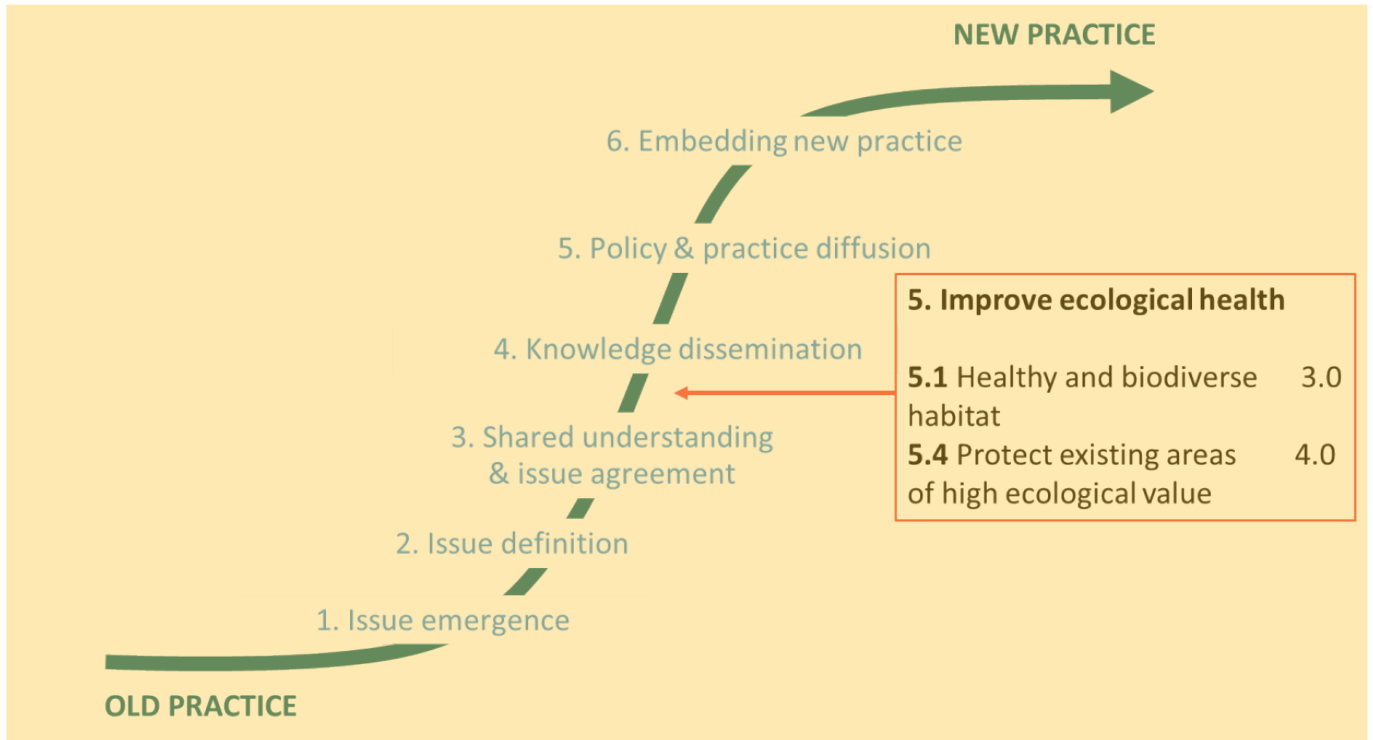 NEW PRACTICE
6. Embedding new practice
5. Policy & practice diffusion
5. Improve ecological health
4. Knowledge dissemination
5.1 Healthy and biodiverse 3.0
habitat
3. Shared understanding
& issue agreement
5.4 Protect existing areas 4.0
of high ecological value
2. Issue definition
1. Issue emergence
OLD PRACTICE